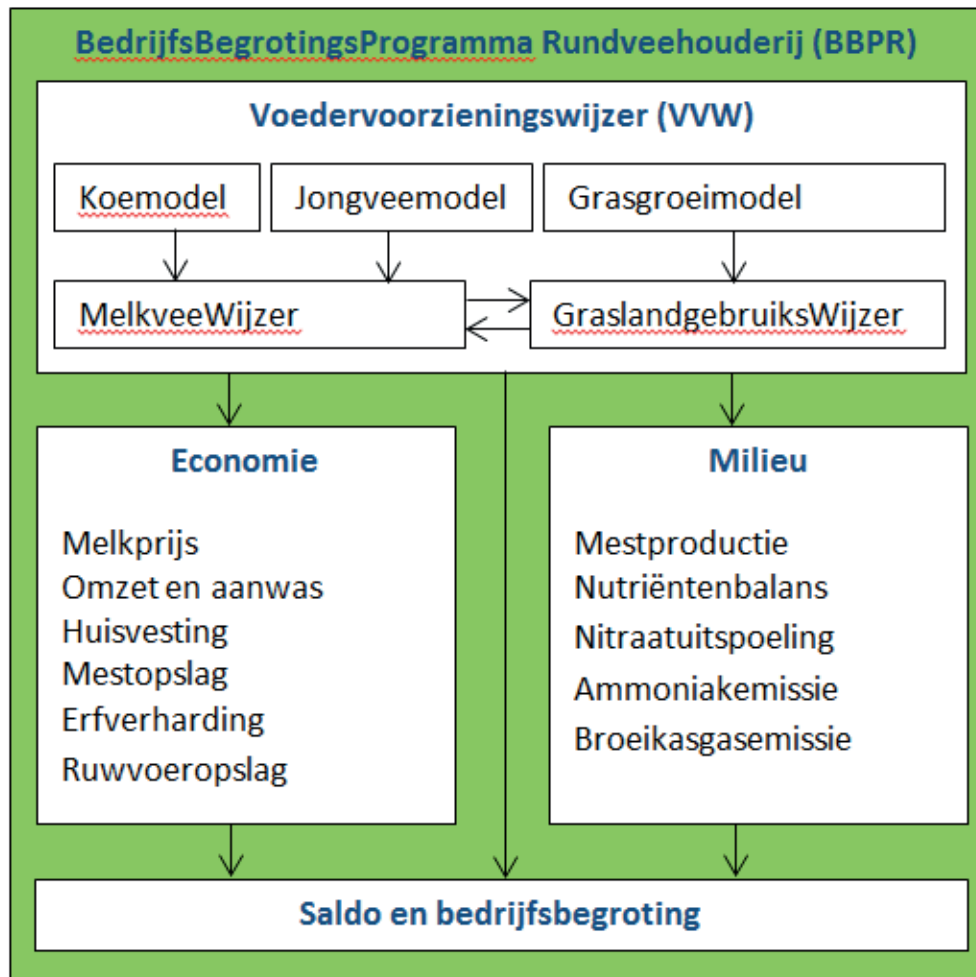 BedrijfsBegrotingsProgramma Rundveehouderij (BBPR)
Voedervoorzieningswijzer (VVW)
Koemodel
Jongveemodel
Grasgroeimodel
MelkveeWijzer
GraslandgebruiksWijzer
Economie
Melkprijs
Omzet en aanwas
Huisvesting
Mestopslag
Erfverharding
Ruwvoeropslag
Milieu
Mestproductie
Nutriëntenbalans
Nitraatuitspoeling
Ammoniakemissie
Broeikasgasemissie
Saldo en bedrijfsbegroting